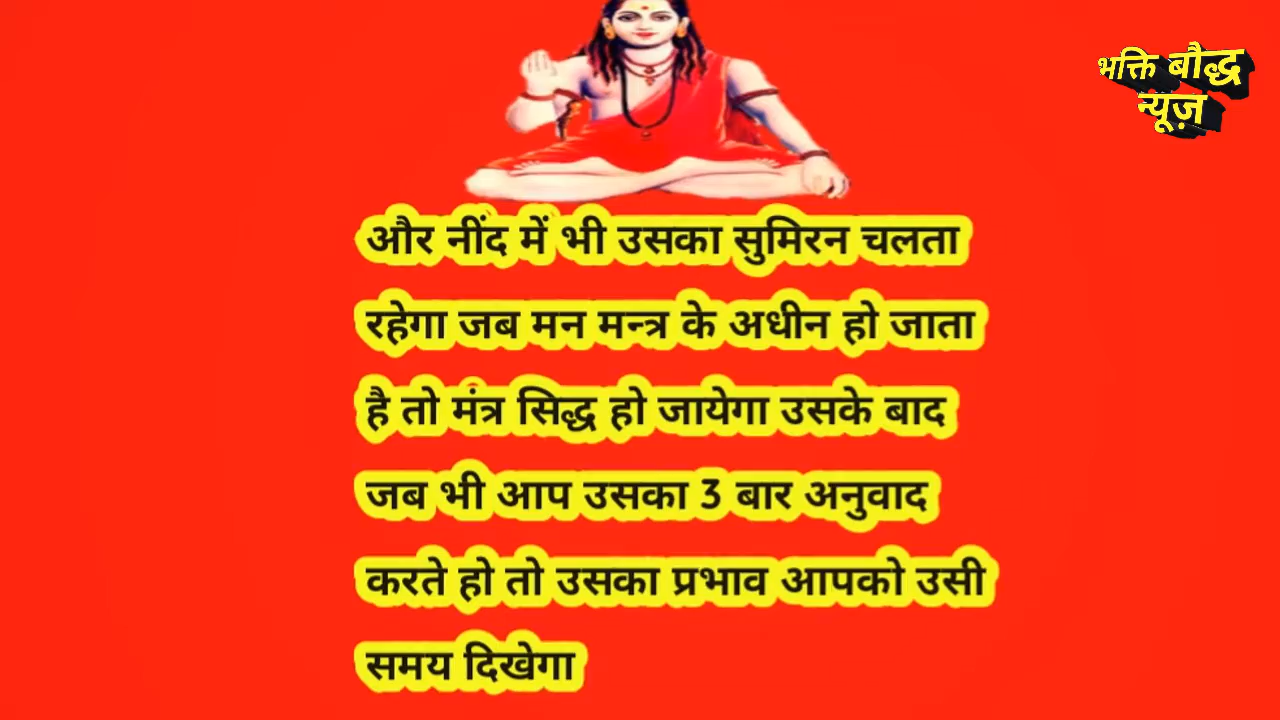 भक्ति बौद्ध
न्यूज़
और नींद में भी उसका सुमिरन चलता
रहेगा जब मन मन्त्र के अधीन हो जाता
है तो मंत्र सिद्ध हो जायेगा उसके बाद
जब भी आप उसका 3 बार अनुवाद
करते हो तो उसका प्रभाव आपको उसी
समय दिखेगा